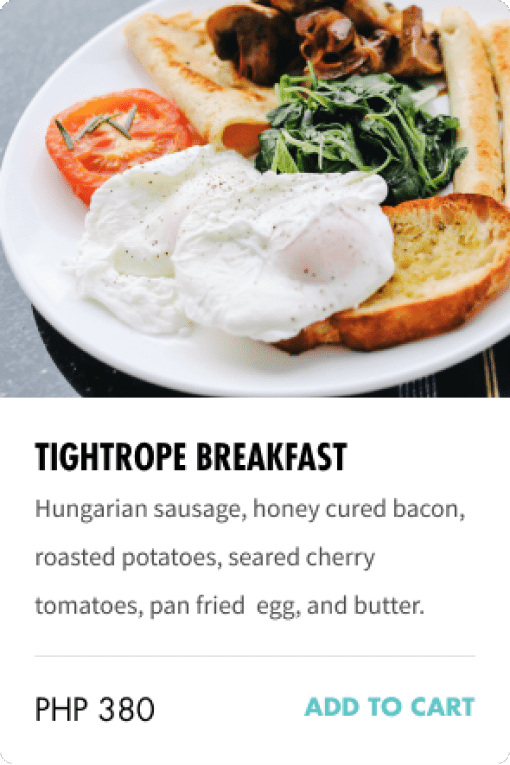 TIGHTROPE BREAKFAST
Hungarian sausage, honey cured bacon,
roasted potatoes, seared cherry
tomatoes, pan fried  egg, and butter.
PHP 380
ADD TO CART